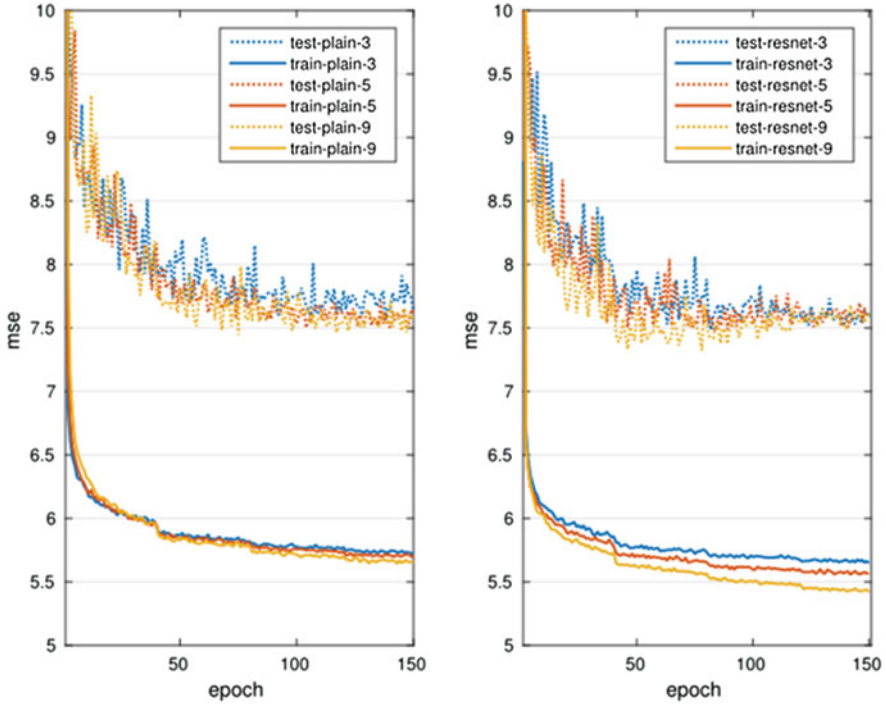 10
9.5
9
8.5
8
7.5
7
6.5
6
5.5
5
mse
50
100
150
epoch
test-plain-3
train-plain-3
test-plain-5
train-plain-5
test-plain-9
train-plain-9
10
9.5
9
8.5
8
7.5
7
6.5
6
5.5
5
mse
50
100
150
epoch
test-resnet-3
train-resnet-3
test-resnet-5
train-resnet-5
test-resnet-9
train-resnet-9